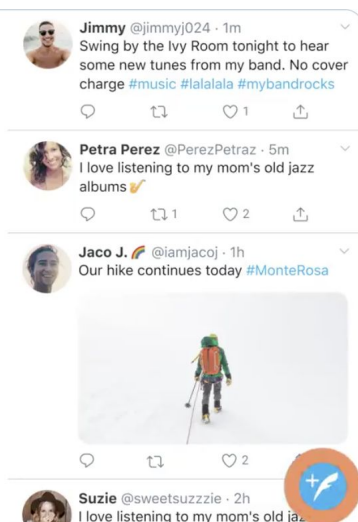 Jimmy @jimmyj024 · 1m
Swing by the Ivy Room tonight to hear
some new tunes from my band. No cover
charge #music #lalalala #mybandrocks
1
Petra Perez @PerezPetraz · 5m
I love listening to my mom's old jazz
albums🎷
1 2
Jaco J.🌈 @iamjacoj · 1h
Our hike continues today #MonteRosa
2
Suzie @sweetsuzzzie · 2h
I love listening to my mom's old